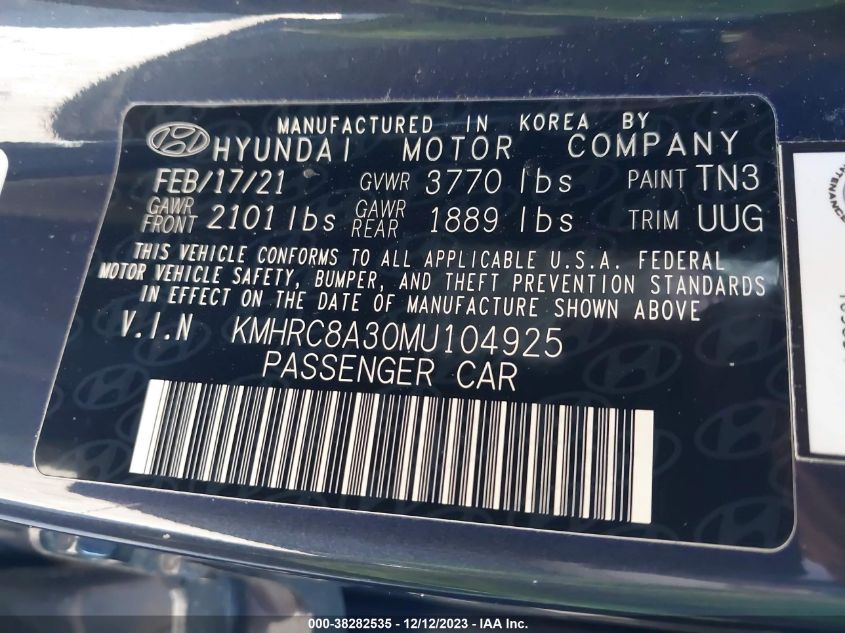 MANUFACTURED IN KOREA BY
HYUNDAI MOTOR COMPANY
FEB/17/21 GVWR 3770 lbs PAINT TN3
GAWR FRONT 2101 lbs GAWR REAR 1889 lbs TRIM UUG
THIS VEHICLE CONFORMS TO ALL APPLICABLE U.S.A. FEDERAL
MOTOR VEHICLE SAFETY, BUMPER, AND THEFT PREVENTION STANDARDS
IN EFFECT ON THE DATE OF MANUFACTURE SHOWN ABOVE
V.I.N KMHRC8A30MU104925
PASSENGER CAR
000-38282535 - 12/12/2023 -